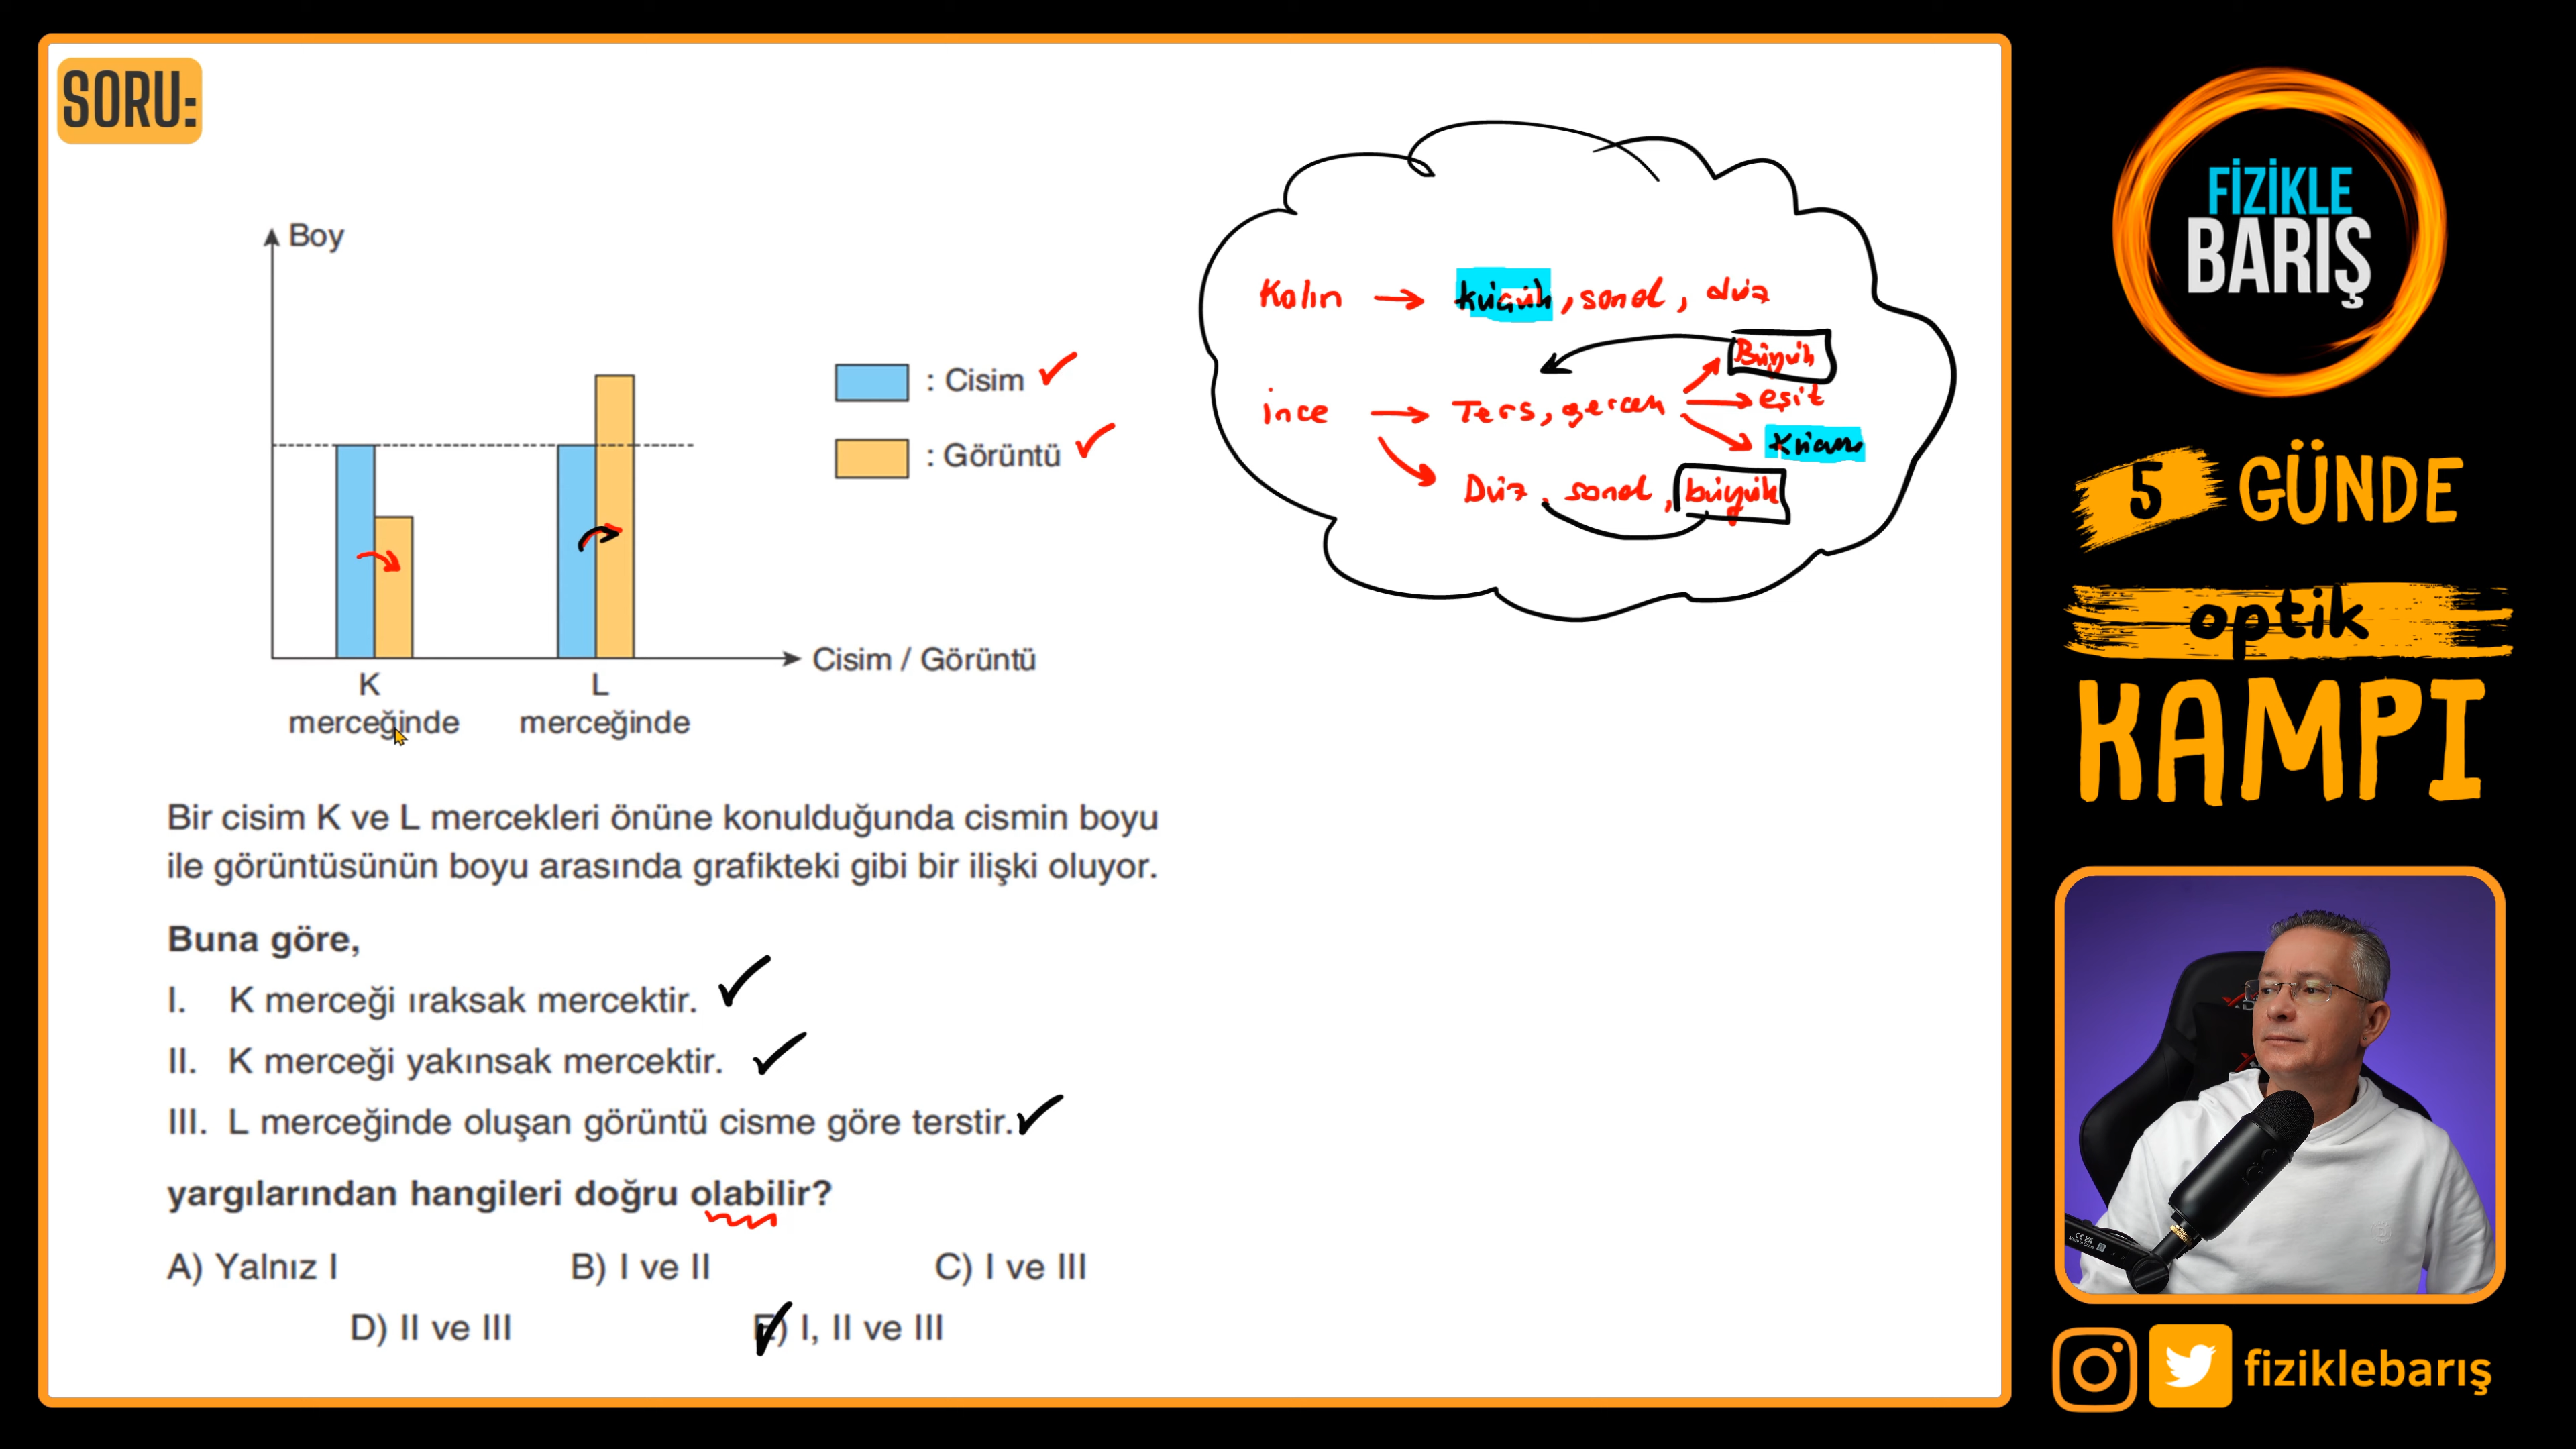 SORU:
Boy
: Cisim
: Görüntü
Cisim / Görüntü
K
merceğinde
L
merceğinde
Kalın → küçük, sanal, düz
Büyük
İnce → Ters, gerçek → eşit
Küçük
Düz, sanal, büyük
Bir cisim K ve L mercekleri önüne konulduğunda cismin boyu
ile görüntüsünün boyu arasında grafikteki gibi bir ilişki oluyor.
Buna göre,
I. K merceği ıraksak mercektir.
II. K merceği yakınsak mercektir.
III. L merceğinde oluşan görüntü cisme göre terstir.
yargılarından hangileri doğru olabilir?
A) Yalnız I B) I ve II C) I ve III
D) II ve III E) I, II ve III
FİZİKLE
BARIŞ
5 GÜNDE
optik
KAMPI
fiziklebarış